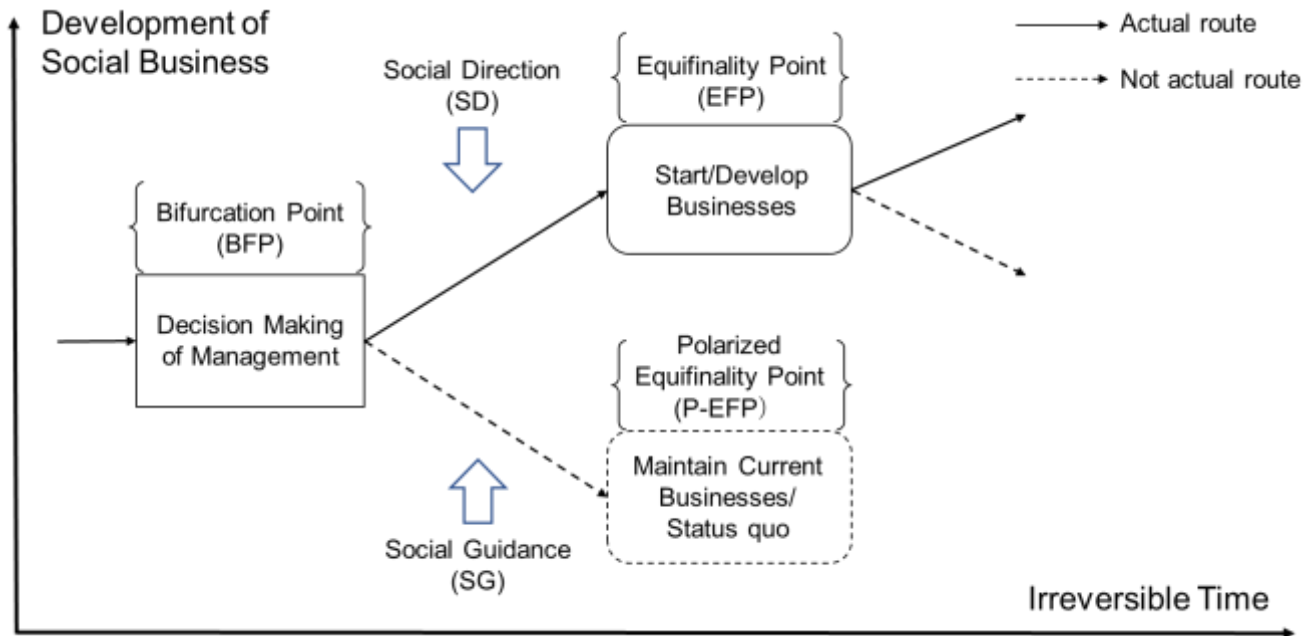 Development of
Social Business
Actual route
Not actual route
Social Direction
(SD)
Equifinality Point
(EFP)
Start/Develop
Businesses
Bifurcation Point
(BFP)
Decision Making
of Management
Polarized
Equifinality Point
(P-EFP）
Maintain Current
Businesses/
Status quo
Social Guidance
(SG)
Irreversible Time